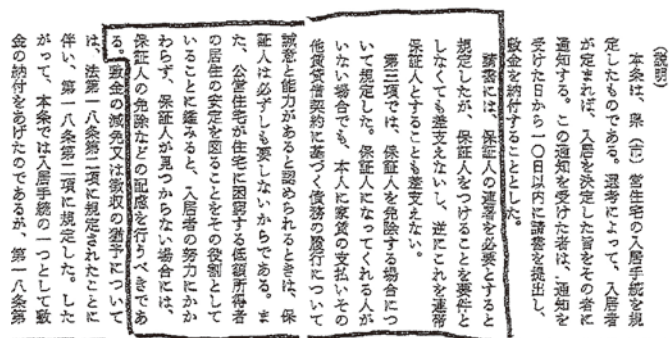 (説明)
本条は、県(市)営住宅の入居手続を規
定したものである。選考によって、入居者
が定まれば、入居を決定した旨をその者に
通知する。この通知を受けた者は、通知を
受けた日から一〇日以内に請書を提出し、
敷金を納付することとした。
請書には、保証人の連署を必要とすると
規定したが、保証人をつけることを要件と
しなくても差支えないし、逆にこれを連帯
保証人とすることも差支えない。
第三項では、保証人を免除する場合につ
いて規定した。保証人になってくれる人が
いない場合でも、本人に家賃の支払いその
他賃貸借契約に基づく債務の履行について
誠意と能力があると認められるときは、保
証人は必ずしも要しないからである。ま
た、公営住宅が住宅に困窮する低額所得者
の居住の安定を図ることをその役割として
いることに鑑みると、入居者の努力にかか
わらず、保証人が見つからない場合には、
保証人の免除などの配慮を行うべきであ
る。敷金の減免又は徴収の猶予について
は、法第一八条第二項に規定されたことに
伴い、第一八条第二項に規定した。した
がって、本条では入居手続の一つとして敷
金の納付をあげたのであるが、第一八条第